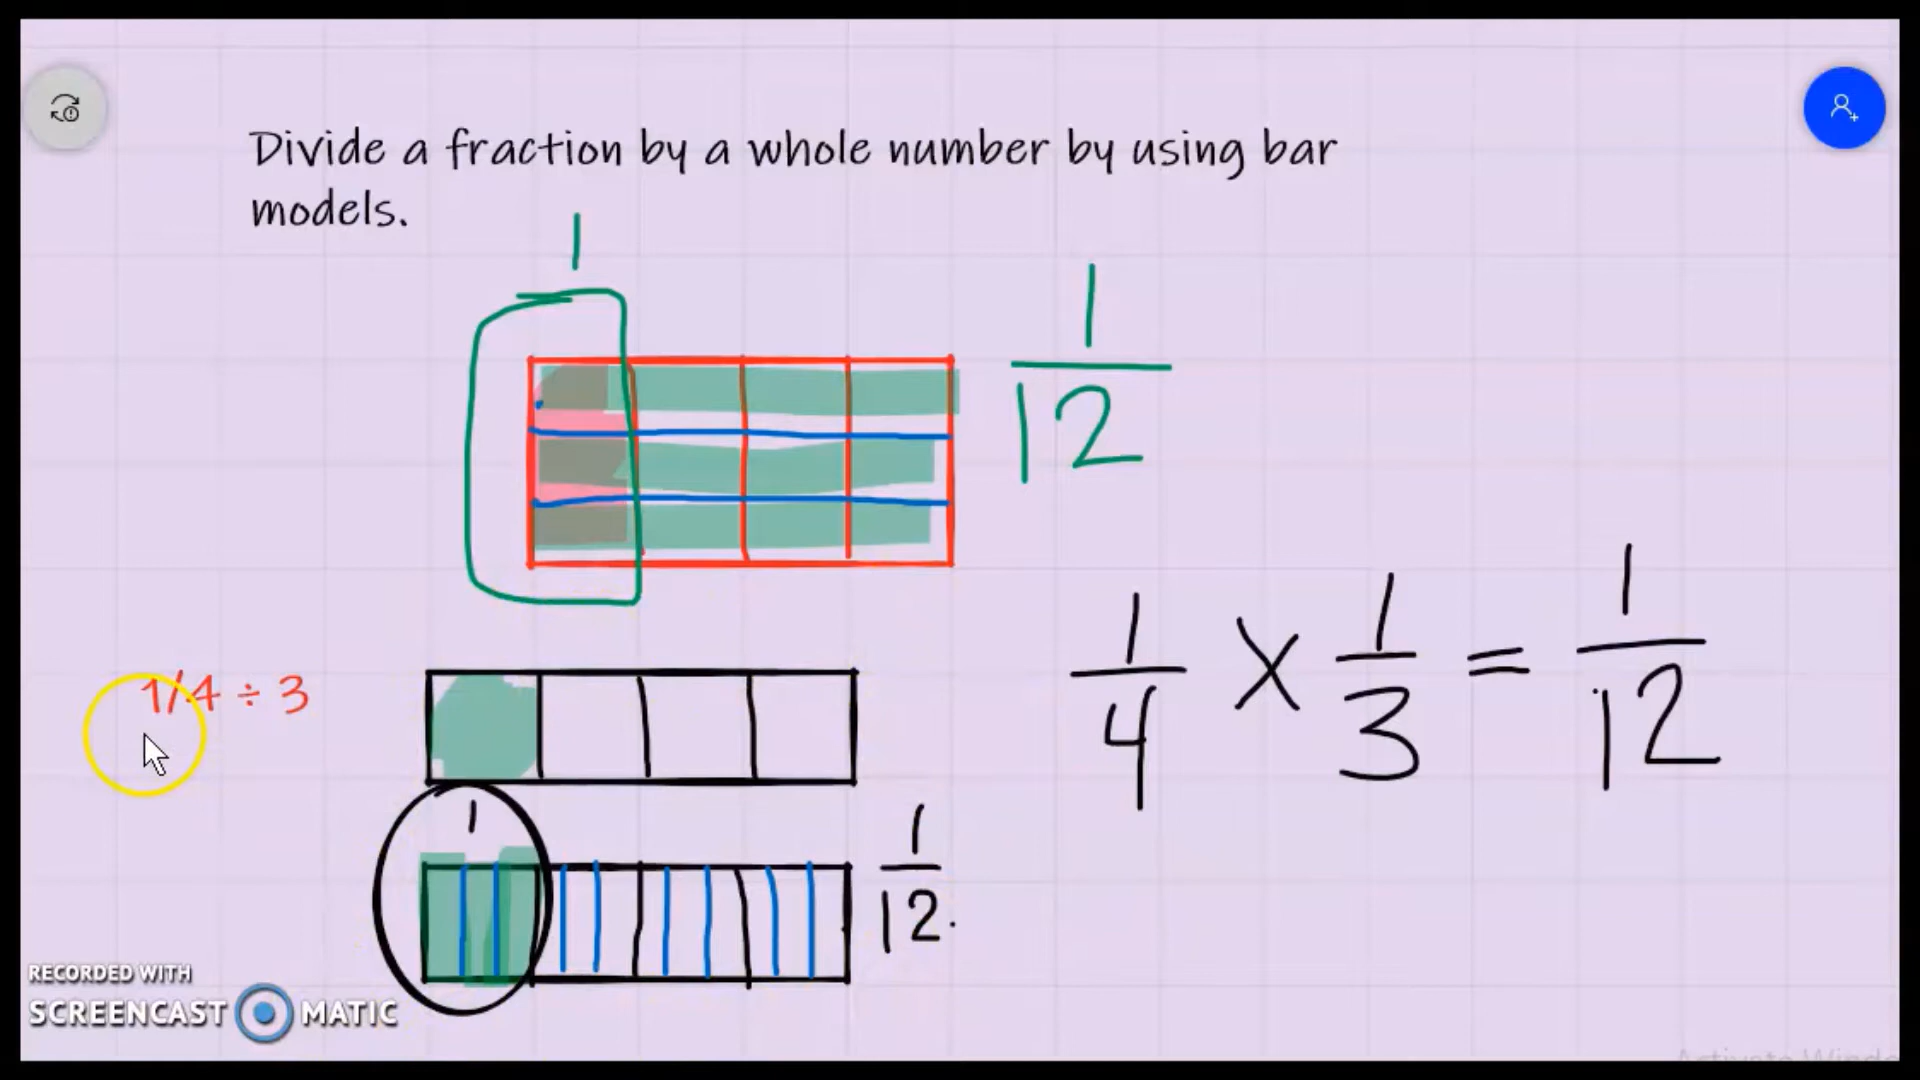 Divide a fraction by a whole number by using bar
models.
1
1
12
1/4 ÷ 3
1
4
×
1
3
=
1
12
1
1
12.
RECORDED WITH
SCREENCAST MATIC